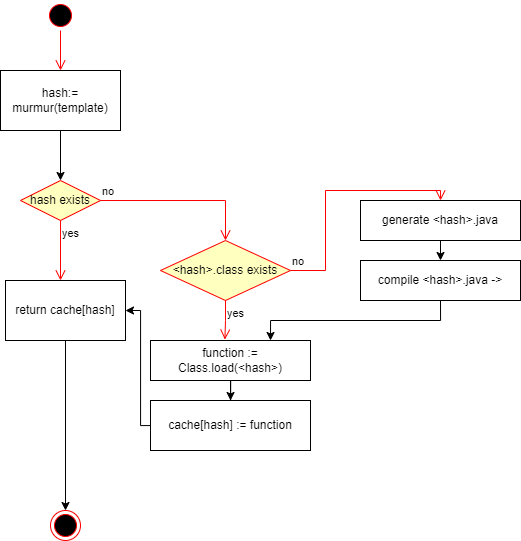 hash:=
murmur(template)
hash exists
no
yes
<hash>.class exists
no
yes
generate <hash>.java
compile <hash>.java ->
return cache[hash]
function :=
Class.load(<hash>)
cache[hash] := function